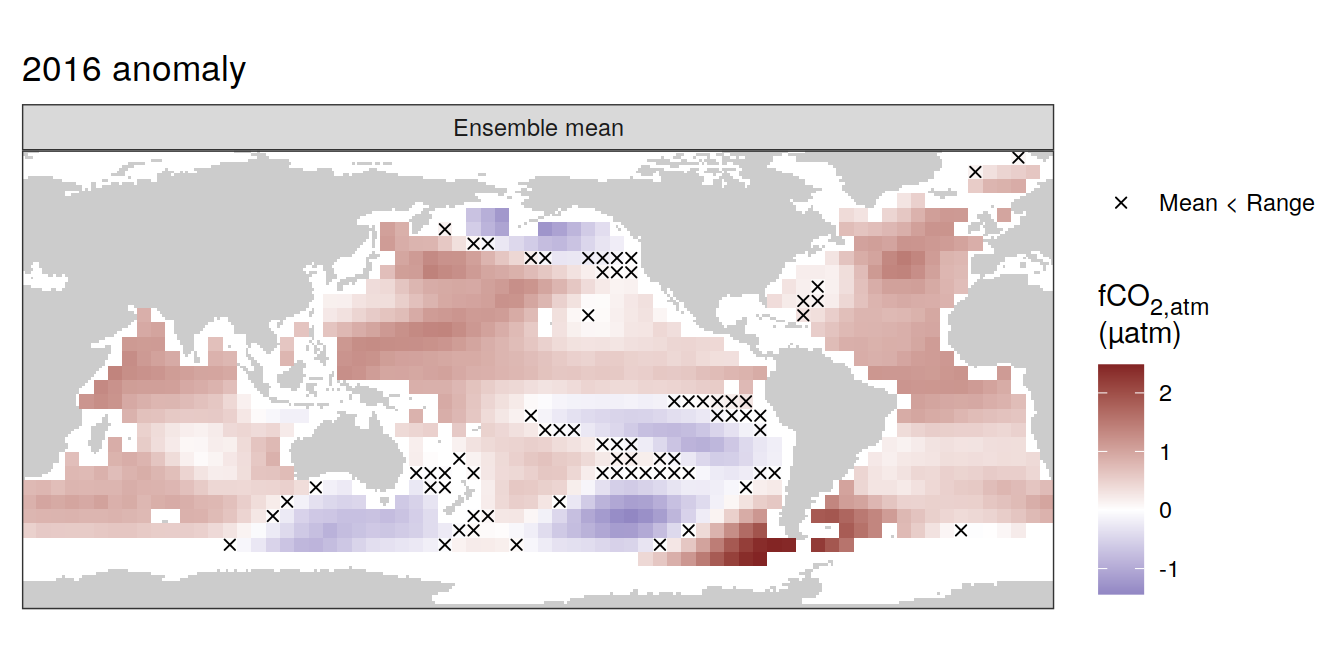 2016 anomaly
Ensemble mean
× Mean < Range
fCO2,atm
(µatm)
2
1
0
-1